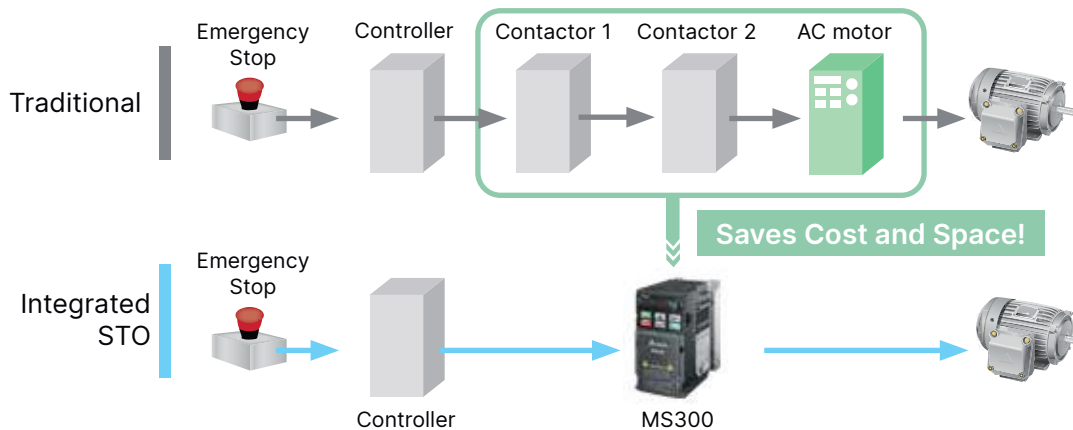 Traditional
Emergency
Stop
Controller
Contactor 1
Contactor 2
AC motor
Saves Cost and Space!
Integrated
STO
Emergency
Stop
Controller
MS300